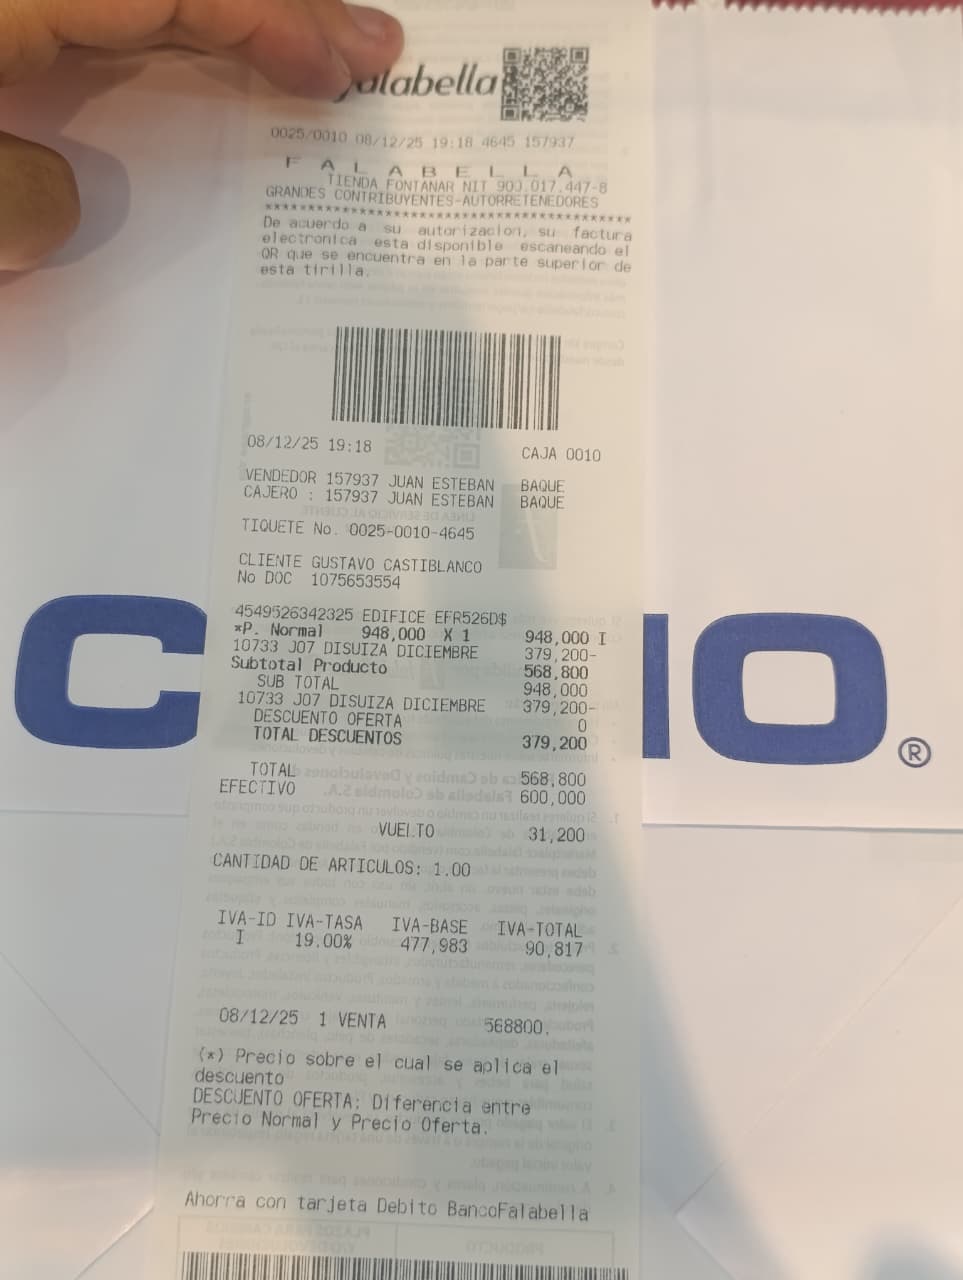 falabella
0025/0010 08/12/25 19:18 4645 157937
F A L A B E L L A
TIENDA FONTANAR NIT 900.017.447-8
GRANDES CONTRIBUYENTES-AUTORRETENEDORES
****************************************
De acuerdo a su autorizacion, su factura
electronica esta disponible escaneando el
QR que se encuentra en la parte superior de
esta tirilla.
08/12/25 19:18 CAJA 0010
VENDEDOR 157937 JUAN ESTEBAN BAQUE
CAJERO : 157937 JUAN ESTEBAN BAQUE
TIQUETE No. 0025-0010-4645
CLIENTE GUSTAVO CASTIBLANCO
No DOC 1075653554
4549526342325 EDIFICE EFR526D$
*P. Normal 948,000 X 1 948,000 I
10733 J07 DISUIZA DICIEMBRE 379,200-
Subtotal Producto 568,800
SUB TOTAL 948,000
10733 J07 DISUIZA DICIEMBRE 379,200-
DESCUENTO OFERTA 0
TOTAL DESCUENTOS 379,200
TOTAL 568,800
EFECTIVO 600,000
VUELTO 31,200
CANTIDAD DE ARTICULOS: 1.00
IVA-ID IVA-TASA IVA-BASE IVA-TOTAL
I 19.00% 477,983 90,817
08/12/25 1 VENTA 568800.
(*) Precio sobre el cual se aplica el
descuento
DESCUENTO OFERTA: Diferencia entre
Precio Normal y Precio Oferta.
Ahorra con tarjeta Debito BancoFalabella
C IO ®